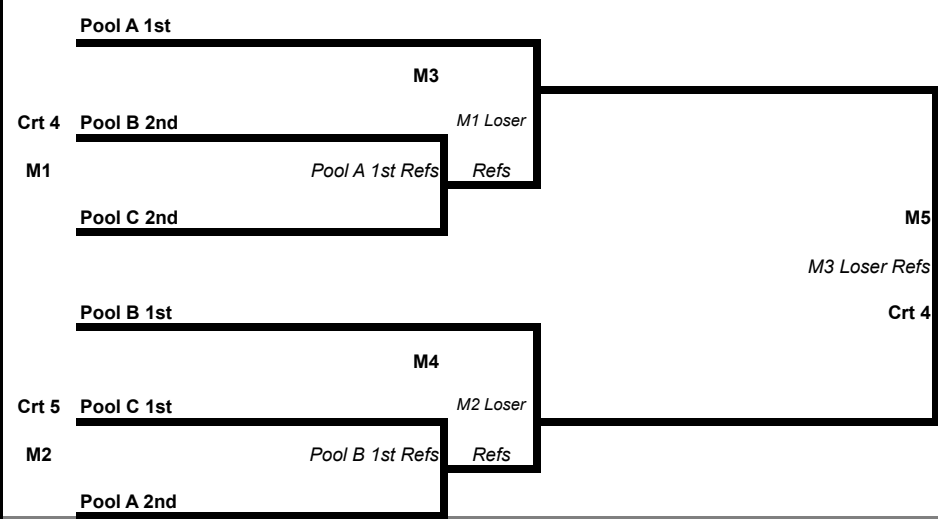 Pool A 1st
M3
Crt 4 Pool B 2nd M1 Loser
M1 Pool A 1st Refs Refs
Pool C 2nd M5
M3 Loser Refs
Pool B 1st Crt 4
M4
Crt 5 Pool C 1st M2 Loser
M2 Pool B 1st Refs Refs
Pool A 2nd